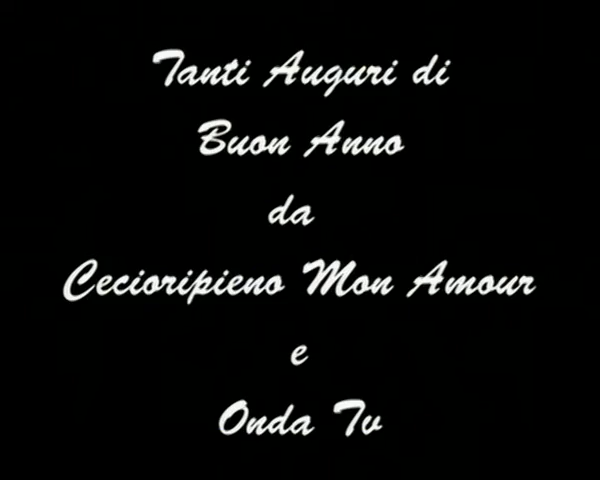 Tanti Auguri di
Buon Anno
da
Cecioripieno Mon Amour
e
Onda Tv